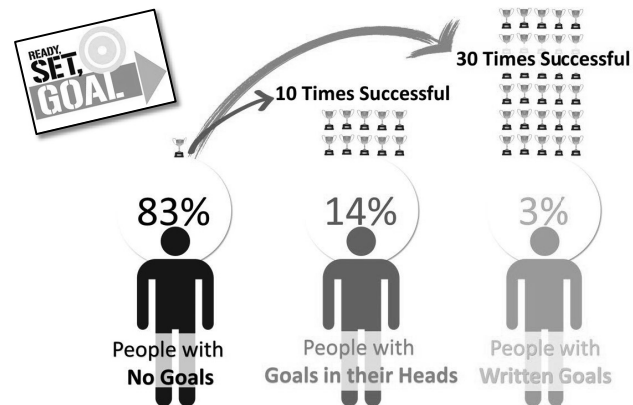 READY,
SET,
GOAL
30 Times Successful
10 Times Successful
83%
14%
3%
People with
No Goals
People with
Goals in their Heads
People with
Written Goals